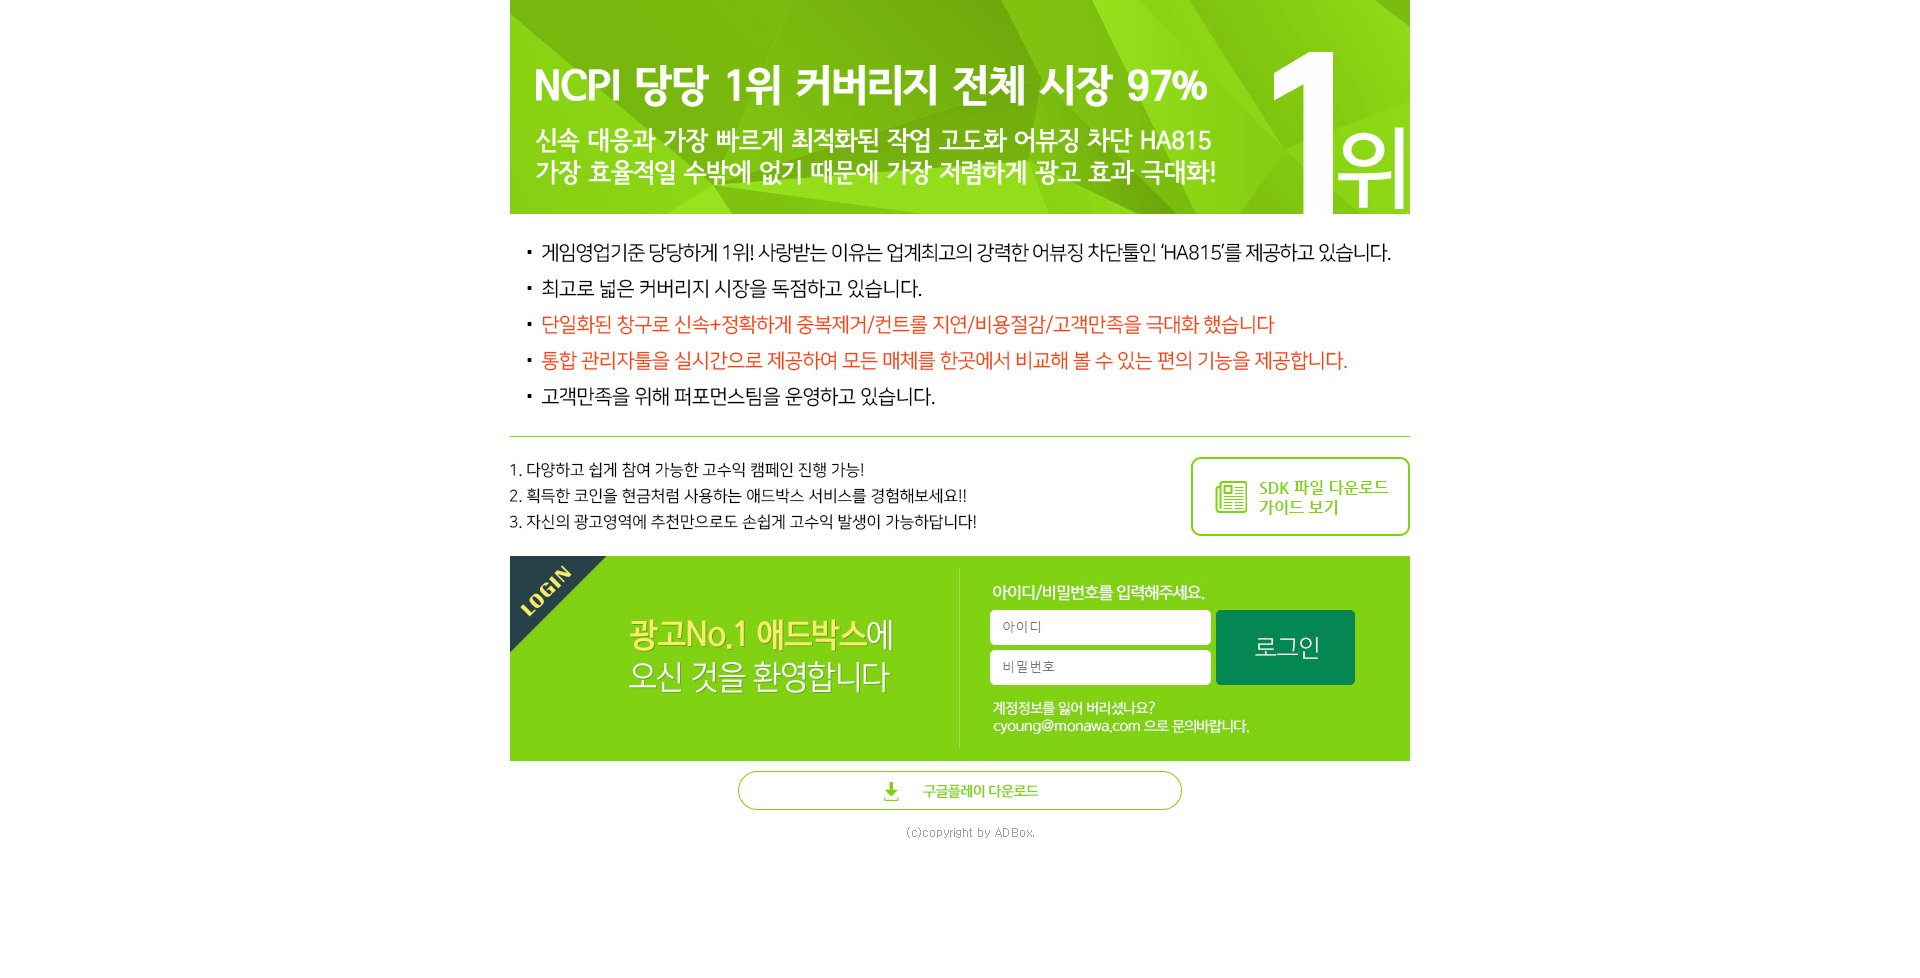 NCPI 당당 1위 커버리지 전체 시장 97%
신속 대응과 가장 빠르게 최적화된 작업 고도화 어뷰징 차단 HA815
가장 효율적일 수밖에 없기 때문에 가장 저렴하게 광고 효과 극대화!
1위
게임영업기준 당당하게 1위! 사랑받는 이유는 업계최고의 강력한 어뷰징 차단툴인 ‘HA815’를 제공하고 있습니다.
최고로 넓은 커버리지 시장을 독점하고 있습니다.
단일화된 창구로 신속+정확하게 중복제거/컨트롤 지연/비용절감/고객만족을 극대화 했습니다
통합 관리자툴을 실시간으로 제공하여 모든 매체를 한곳에서 비교해 볼 수 있는 편의 기능을 제공합니다.
고객만족을 위해 퍼포먼스팀을 운영하고 있습니다.
1. 다양하고 쉽게 참여 가능한 고수익 캠페인 진행 가능!
2. 획득한 코인을 현금처럼 사용하는 애드박스 서비스를 경험해보세요!!
3. 자신의 광고영역에 추천만으로도 손쉽게 고수익 발생이 가능하답니다!
SDK 파일 다운로드
가이드 보기
LOGIN
광고No.1 애드박스에
오신 것을 환영합니다
아이디/비밀번호를 입력해주세요.
아이디
비밀번호
로그인
계정정보를 잃어 버리셨나요?
cyoung@monawa.com 으로 문의바랍니다.
구글플레이 다운로드
(c)copyright by ADBox.